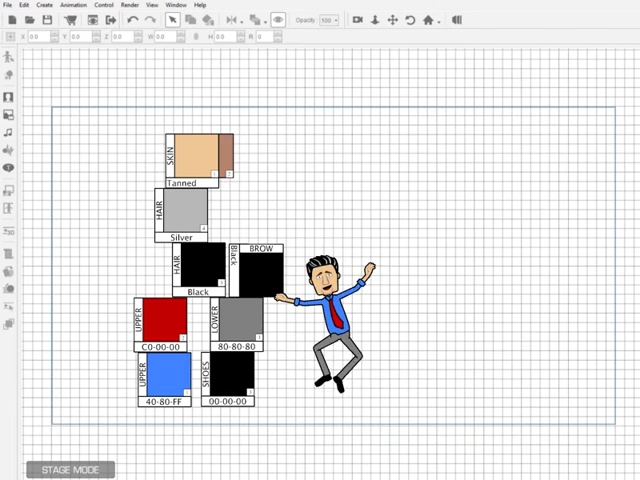 File Edit Create Animation Control Render View Window Help
Opacity: 100
X 0.0 Y 0.0 Z 0.0 W 0.0 H 0.0 R 0
SKIN
Tanned
HAIR
Silver
HAIR
Black
Black
BROW
UPPER
C0-00-00
LOWER
80-80-80
UPPER
40-80-FF
SHOES
00-00-00
STAGE MODE